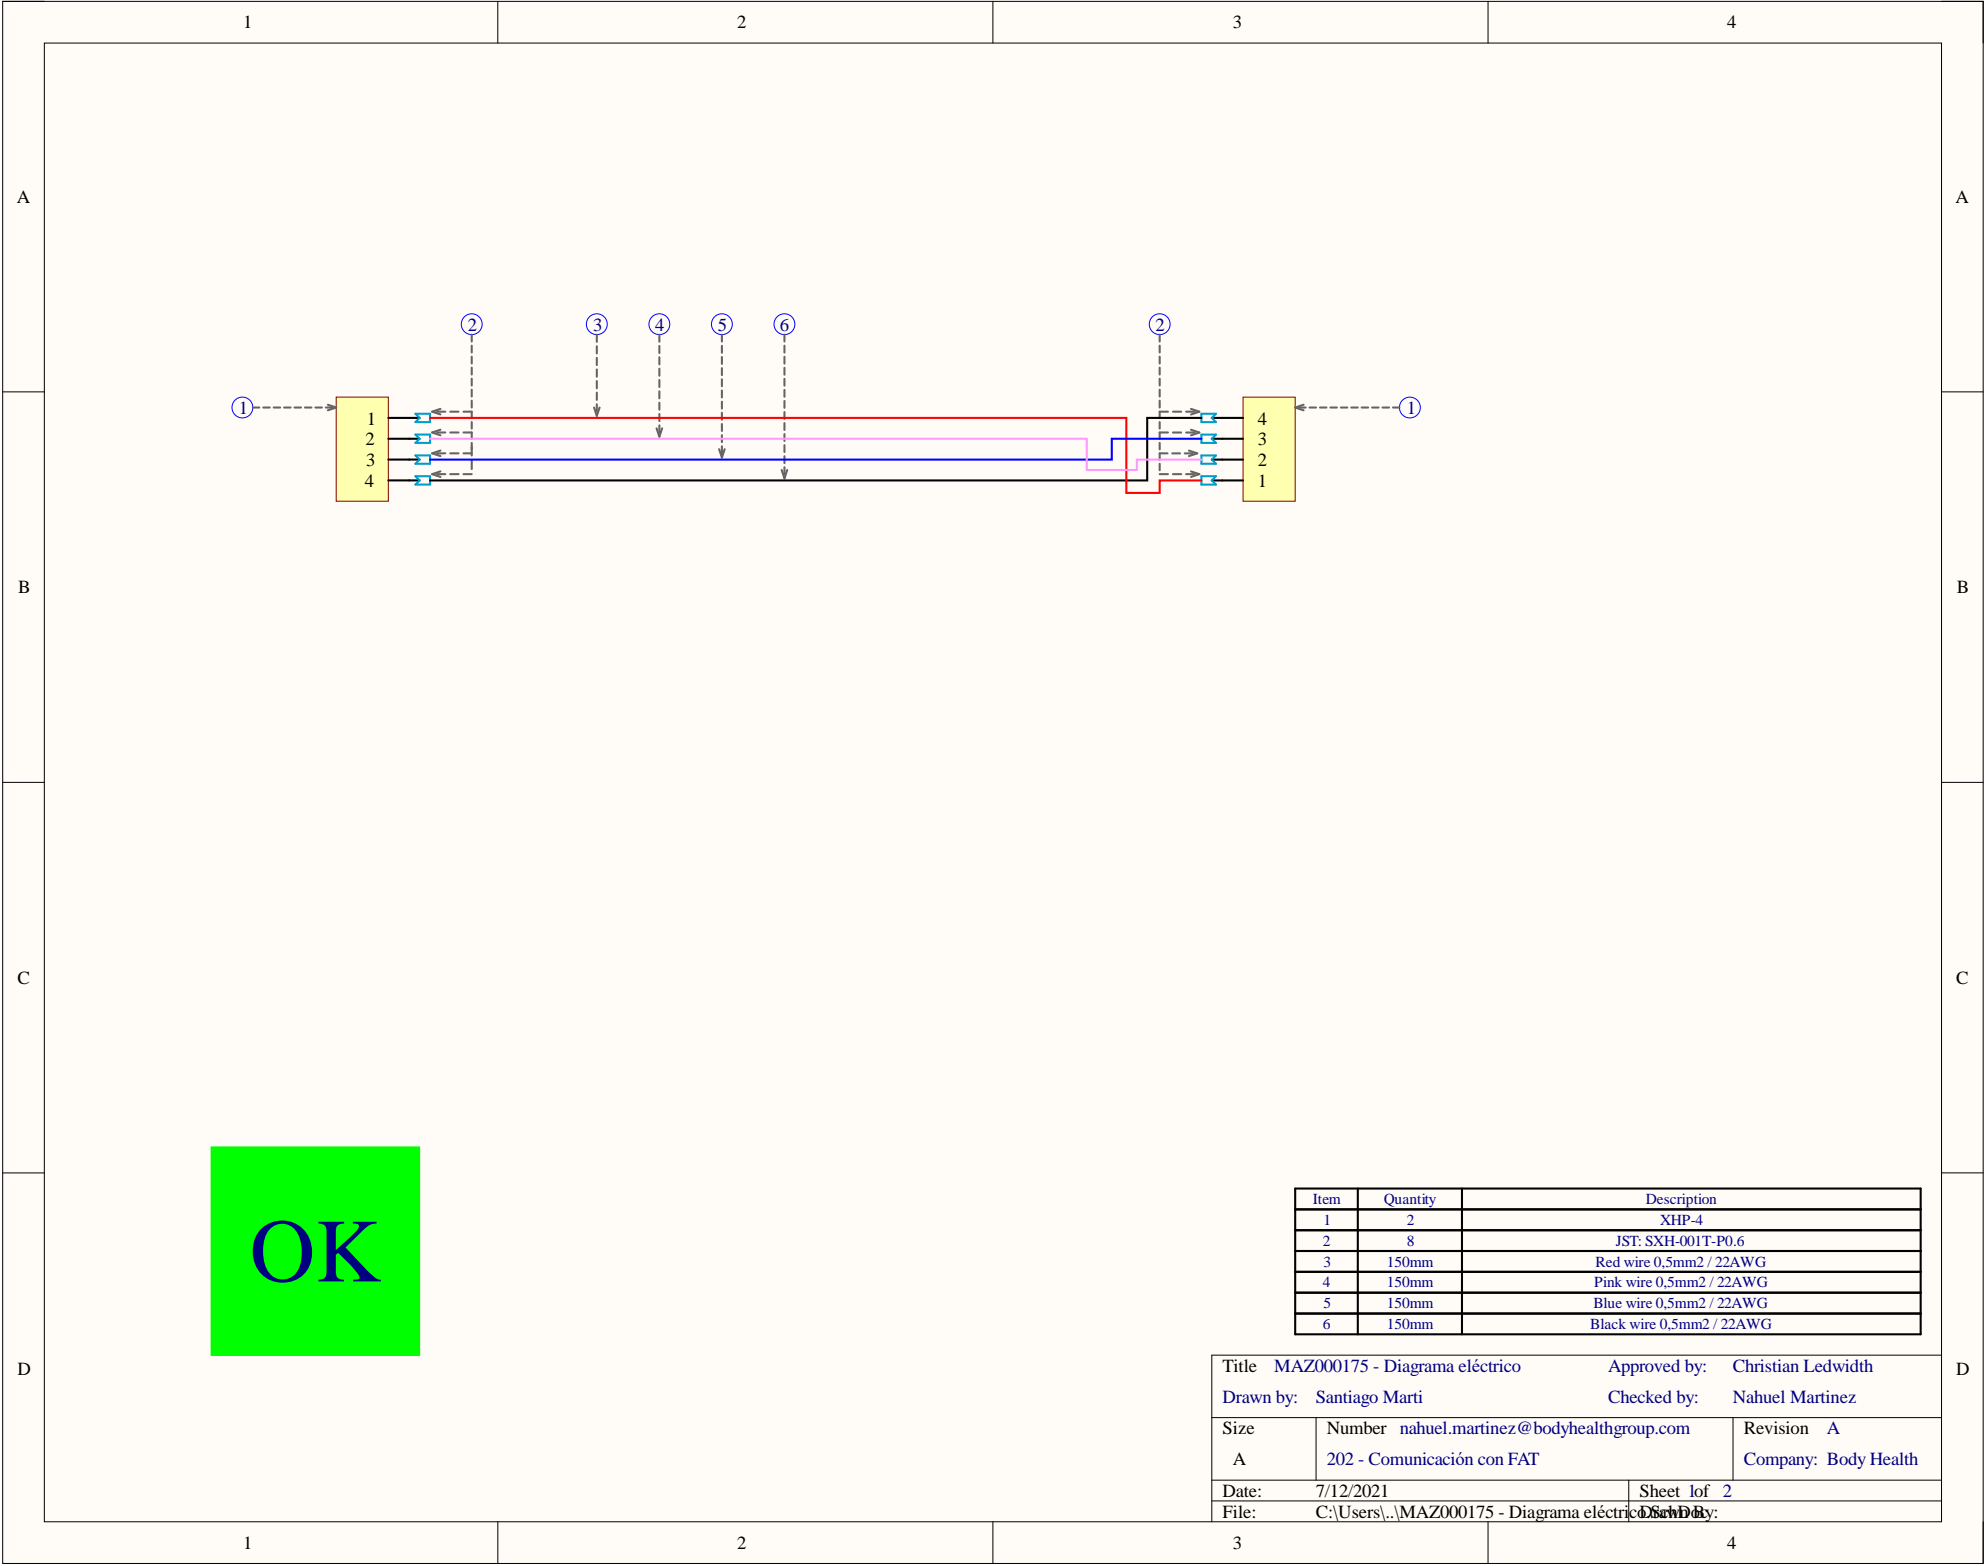 1 2 3 4
A A
2 3 4 5 6 2
1 1
1 4
2 3
3 2
4 1
B B
C C
OK
Item Quantity Description
1 2 XHP-4
2 8 JST: SXH-001T-P0.6
3 150mm Red wire 0,5mm2 / 22AWG
4 150mm Pink wire 0,5mm2 / 22AWG
5 150mm Blue wire 0,5mm2 / 22AWG
6 150mm Black wire 0,5mm2 / 22AWG
D D
Title MAZ000175 - Diagrama eléctrico Approved by: Christian Ledwidth
Drawn by: Santiago Marti Checked by: Nahuel Martinez
Size Number nahuel.martinez@bodyhealthgroup.com Revision A
A 202 - Comunicación con FAT Company: Body Health
Date: 7/12/2021 Sheet 1of 2
File: C:\Users\..\MAZ000175 - Diagrama eléctrico.SchDoc Drawn By:
1 2 3 4